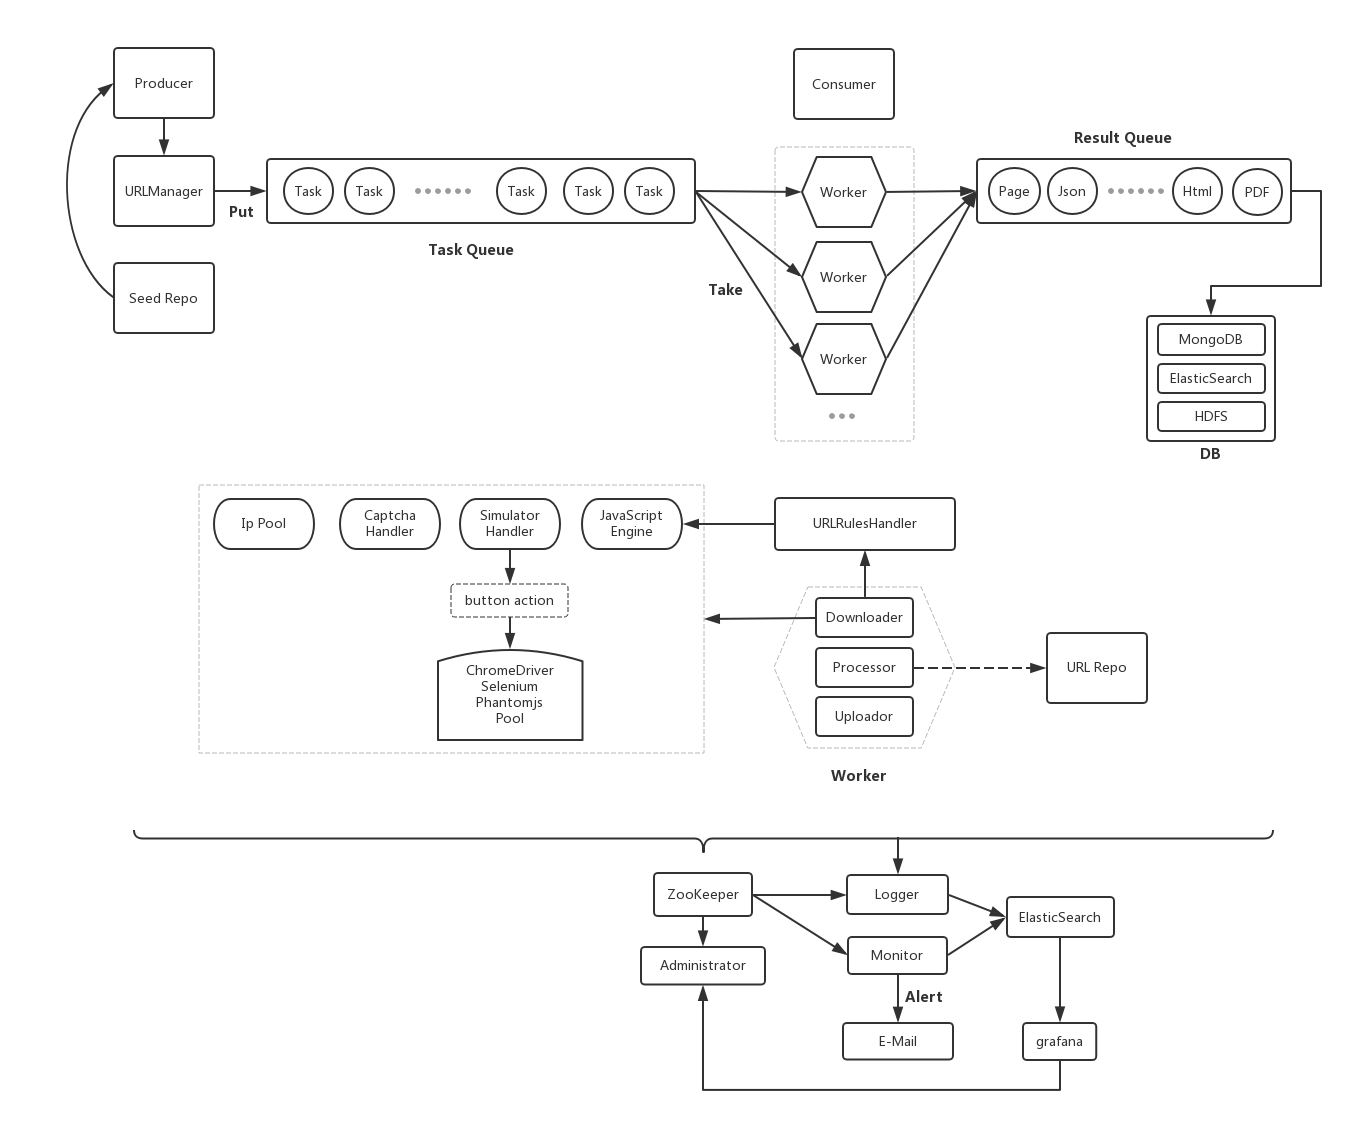 Producer
Consumer
Result Queue
URLManager
Put
Task
Task
Task
Task
Task
Task Queue
Worker
Page
Json
Html
PDF
Seed Repo
Take
Worker
Worker
MongoDB
ElasticSearch
HDFS
DB
Ip Pool
Captcha
Handler
Simulator
Handler
JavaScript
Engine
URLRulesHandler
button action
ChromeDriver
Selenium
Phantomjs
Pool
Downloader
Processor
Uploador
URL Repo
Worker
ZooKeeper
Logger
ElasticSearch
Administrator
Monitor
Alert
E-Mail
grafana